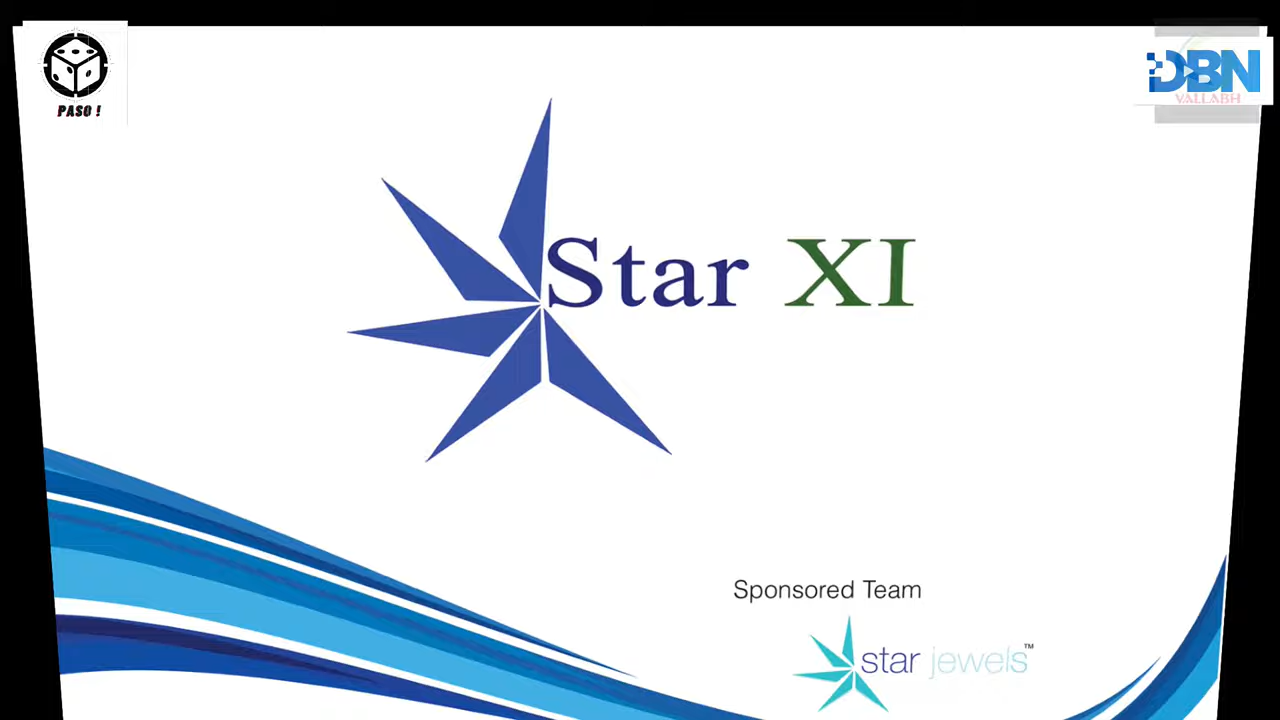 PASO !
DBN
VALLABH
Star XI
Sponsored Team
star jewels™